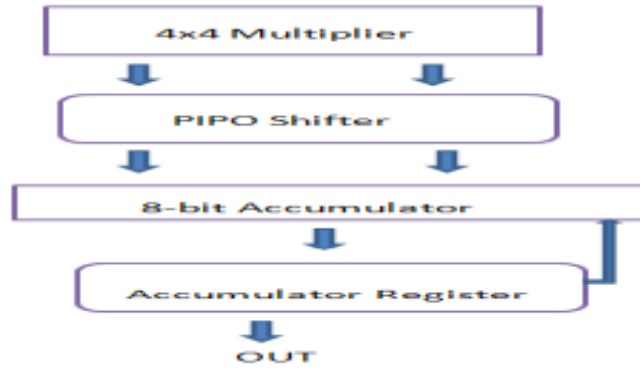 4x4 Multiplier
PIPO Shifter
8-bit Accumulator
Accumulator Register
OUT